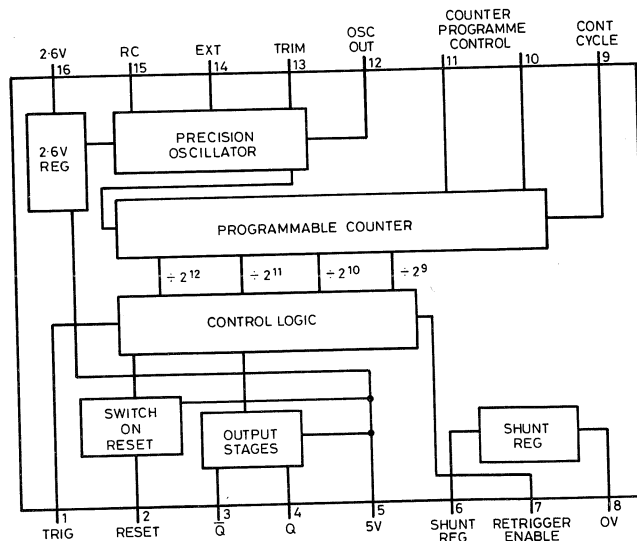 COUNTER
PROGRAMME
CONTROL
OSC
OUT
CONT
CYCLE
2·6V
RC
EXT
TRIM
16
15
14
13
12
11
10
9
2·6V
REG
PRECISION
OSCILLATOR
PROGRAMMABLE COUNTER
÷ 2¹²
÷ 2¹¹
÷ 2¹⁰
÷ 2⁹
CONTROL LOGIC
SWITCH
ON
RESET
OUTPUT
STAGES
SHUNT
REG
1
2
3
4
5
6
7
8
TRIG
RESET
Q̅
Q
5V
SHUNT
REG
RETRIGGER
ENABLE
OV